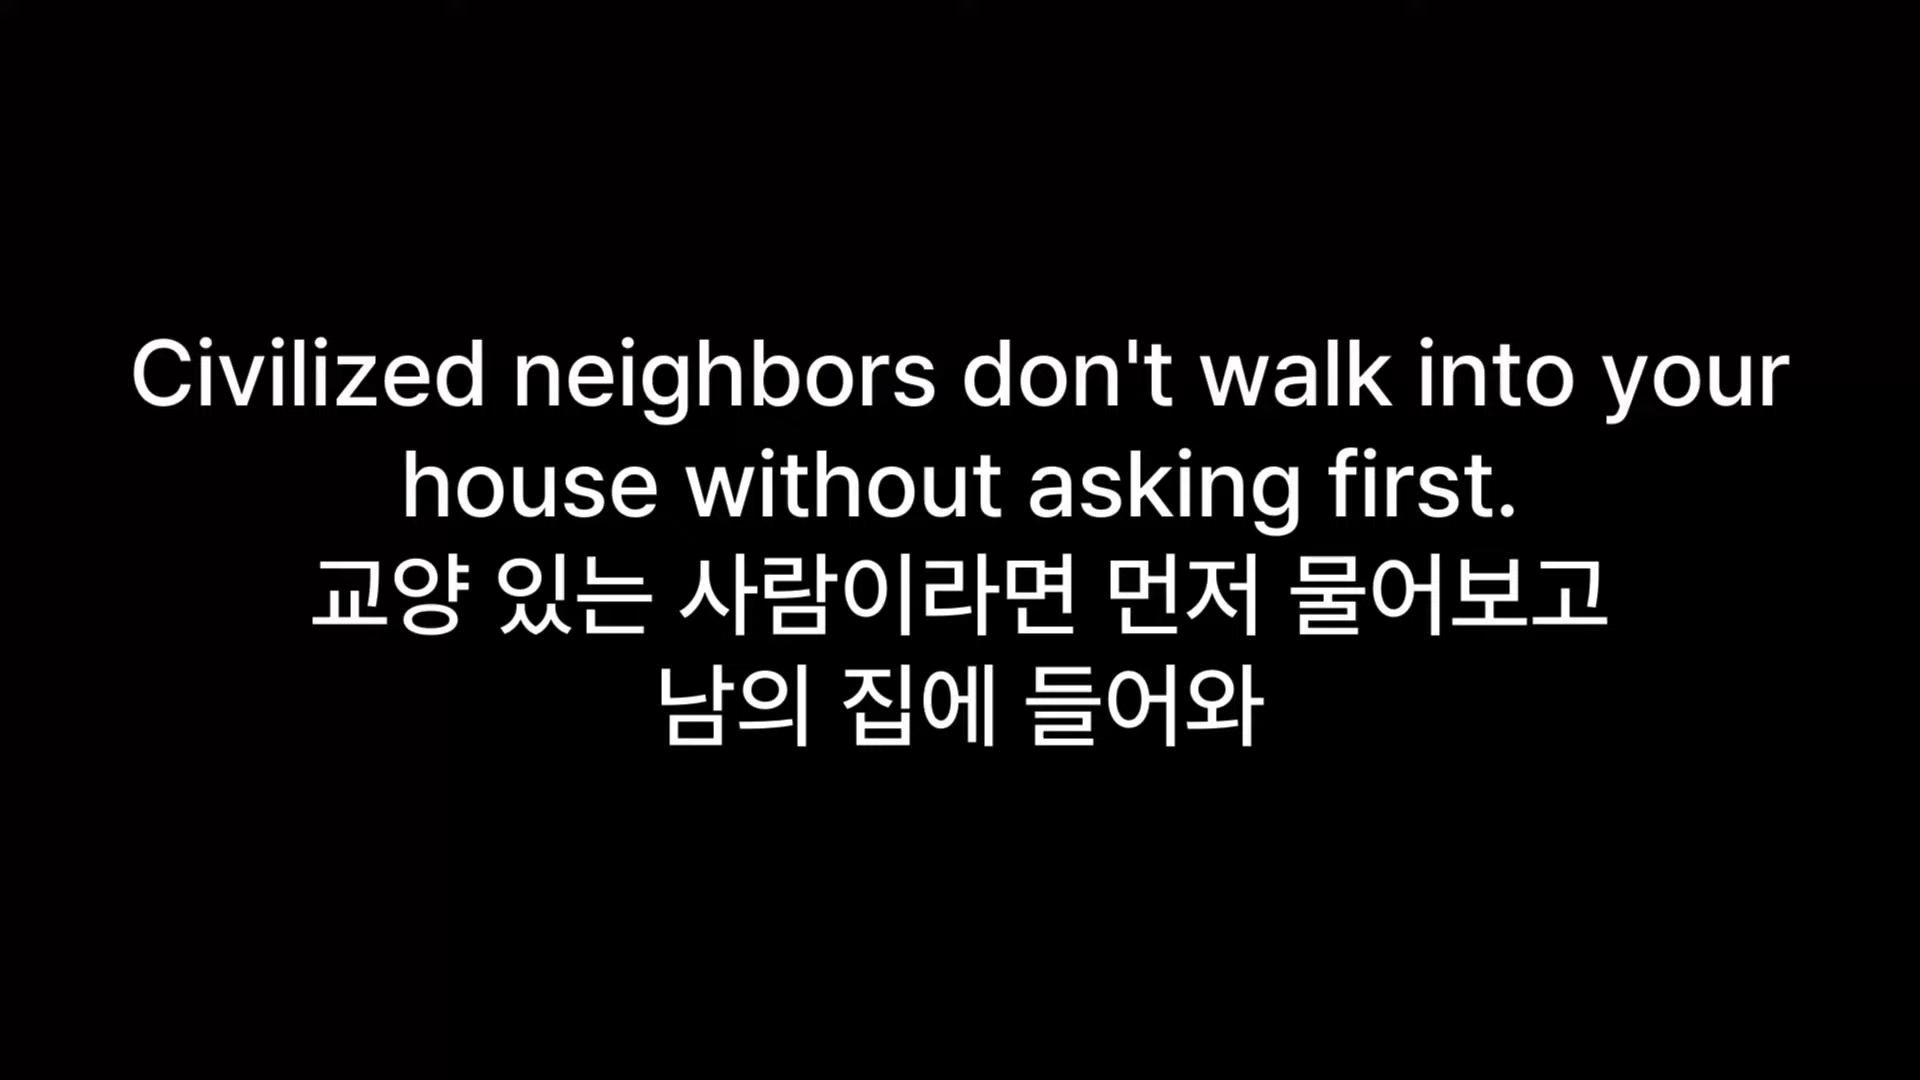 Civilized neighbors don't walk into your
house without asking first.
교양 있는 사람이라면 먼저 물어보고
남의 집에 들어와